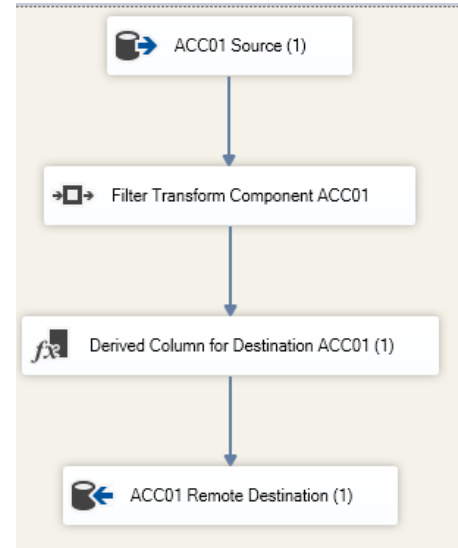 ACC01 Source (1)
Filter Transform Component ACC01
Derived Column for Destination ACC01 (1)
ACC01 Remote Destination (1)